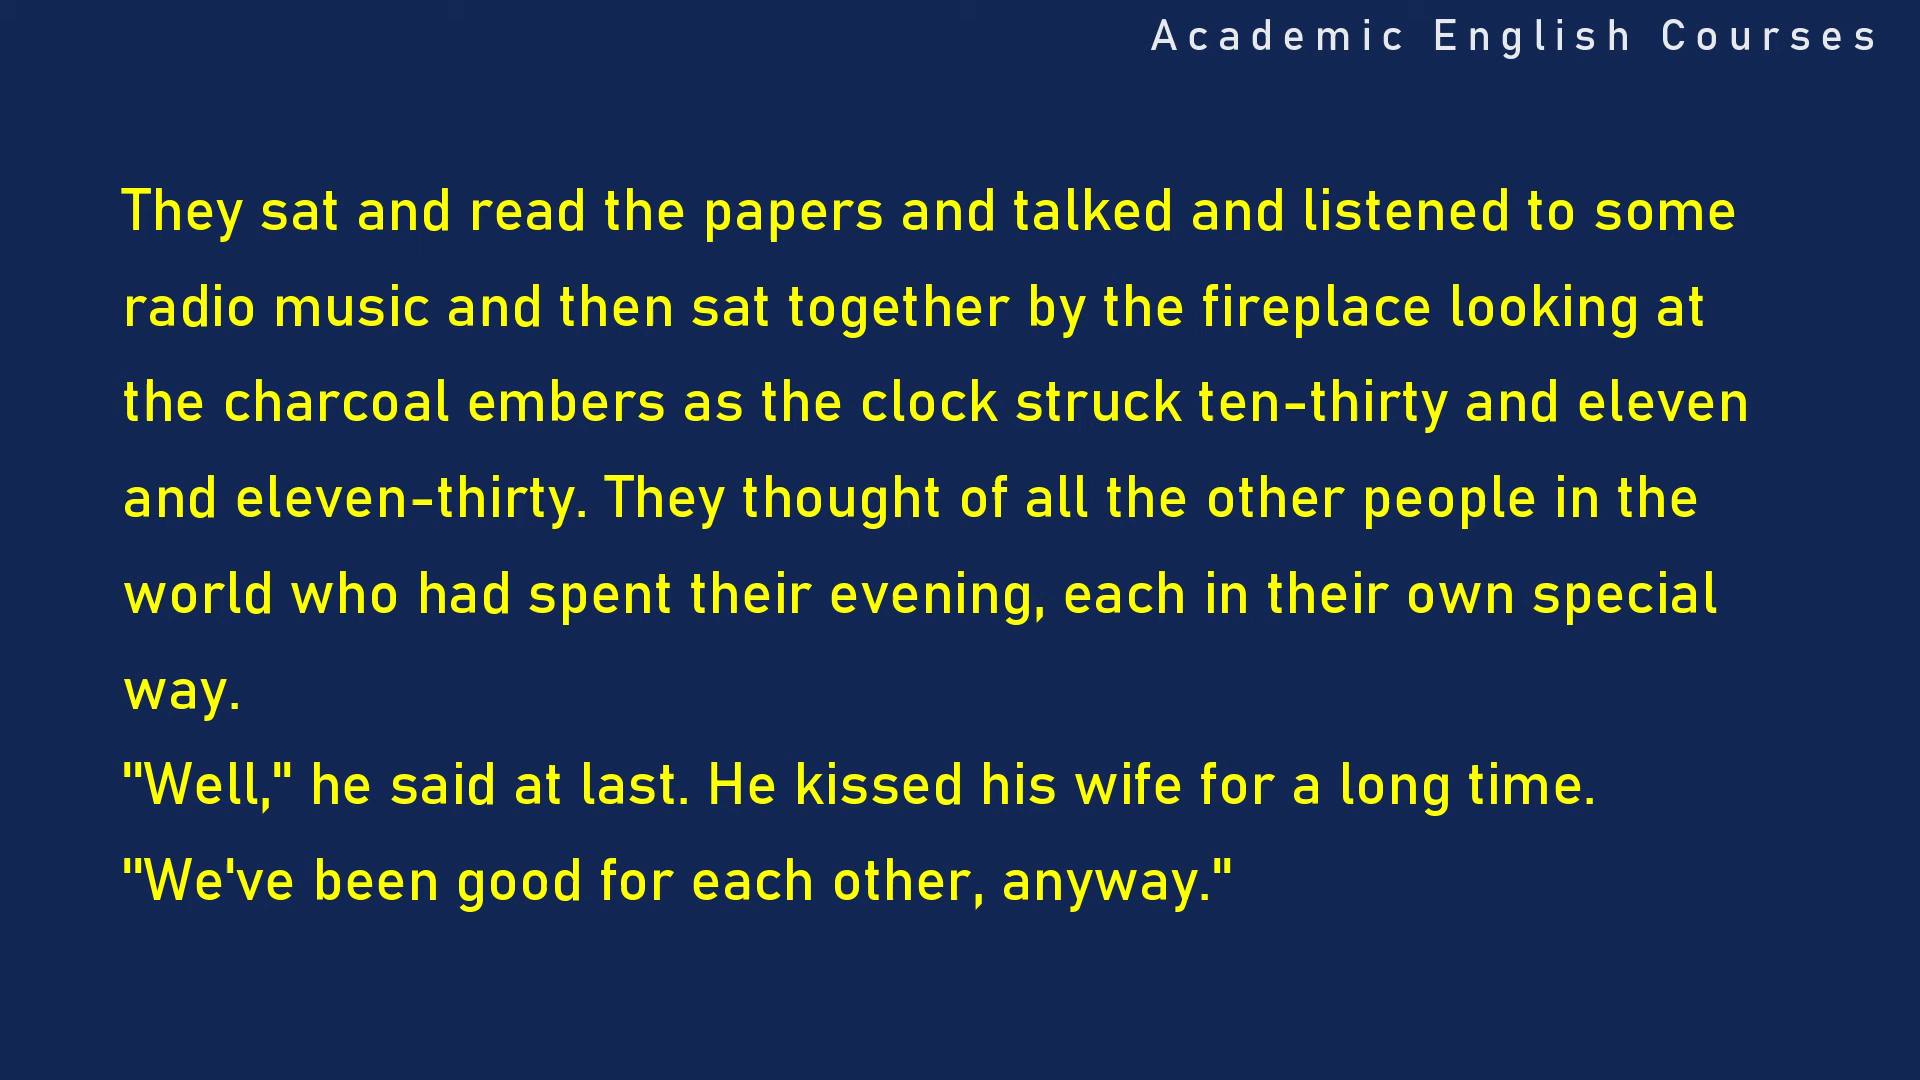 Academic English Courses
They sat and read the papers and talked and listened to some
radio music and then sat together by the fireplace looking at
the charcoal embers as the clock struck ten-thirty and eleven
and eleven-thirty. They thought of all the other people in the
world who had spent their evening, each in their own special
way.
"Well," he said at last. He kissed his wife for a long time.
"We've been good for each other, anyway."